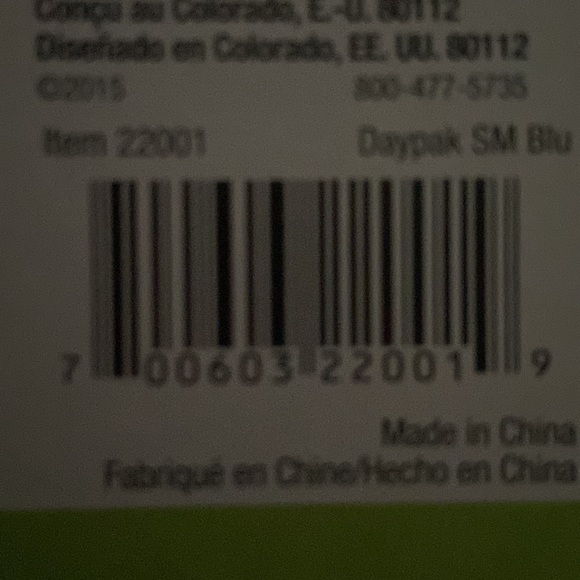 Conçu au Colorado, E.-U. 80112
Diseñado en Colorado, EE. UU. 80112
©2015 800-477-5735
Item 22001 Daypak SM Blu
7 00603 22001 9
Made in China
Fabriqué en Chine/Hecho en China